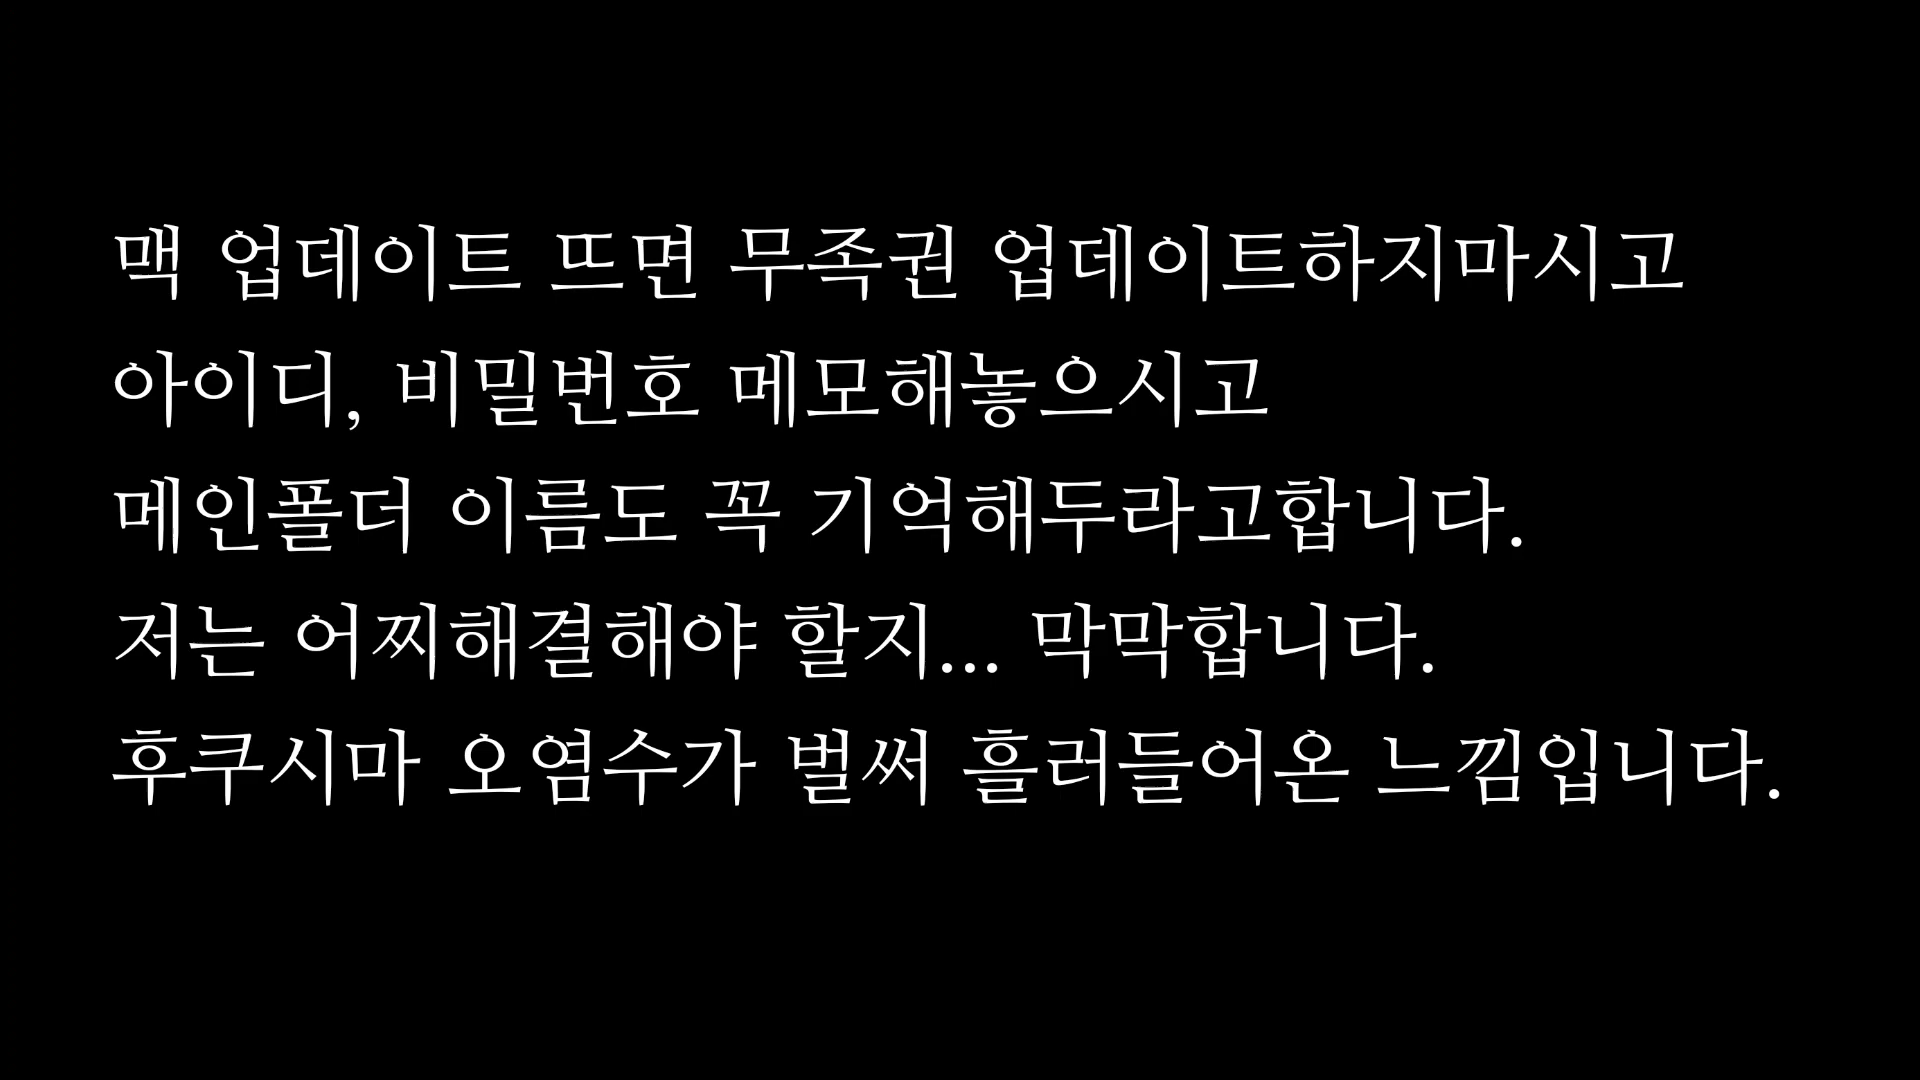 맥 업데이트 뜨면 무족권 업데이트하지마시고
아이디, 비밀번호 메모해놓으시고
메인폴더 이름도 꼭 기억해두라고합니다.
저는 어찌해결해야 할지... 막막합니다.
후쿠시마 오염수가 벌써 흘러들어온 느낌입니다.